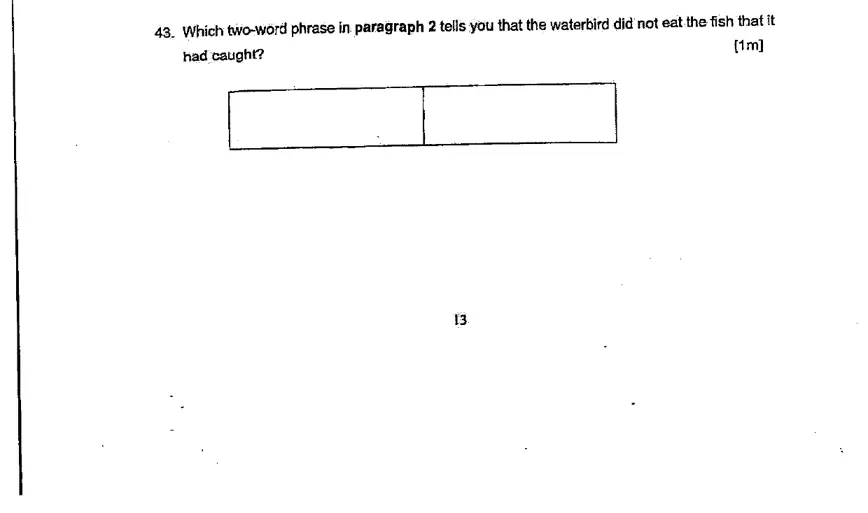 43. Which two-word phrase in paragraph 2 tells you that the waterbird did not eat the fish that it
had caught?
[1m]
13